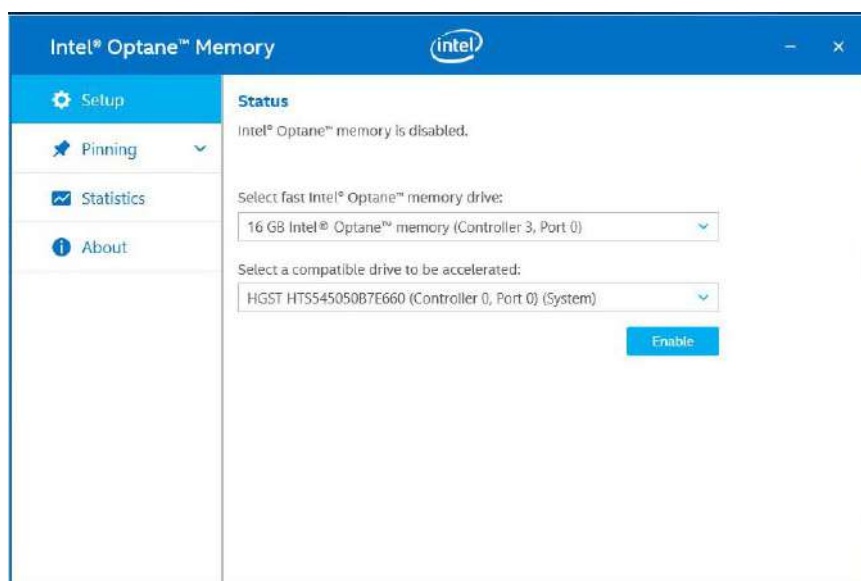 Intel® Optane™ Memory
intel
Setup
Pinning
Statistics
About
Status
Intel® Optane™ memory is disabled.
Select fast Intel® Optane™ memory drive:
16 GB Intel® Optane™ memory (Controller 3, Port 0)
Select a compatible drive to be accelerated:
HGST HTS545050B7E660 (Controller 0, Port 0) (System)
Enable